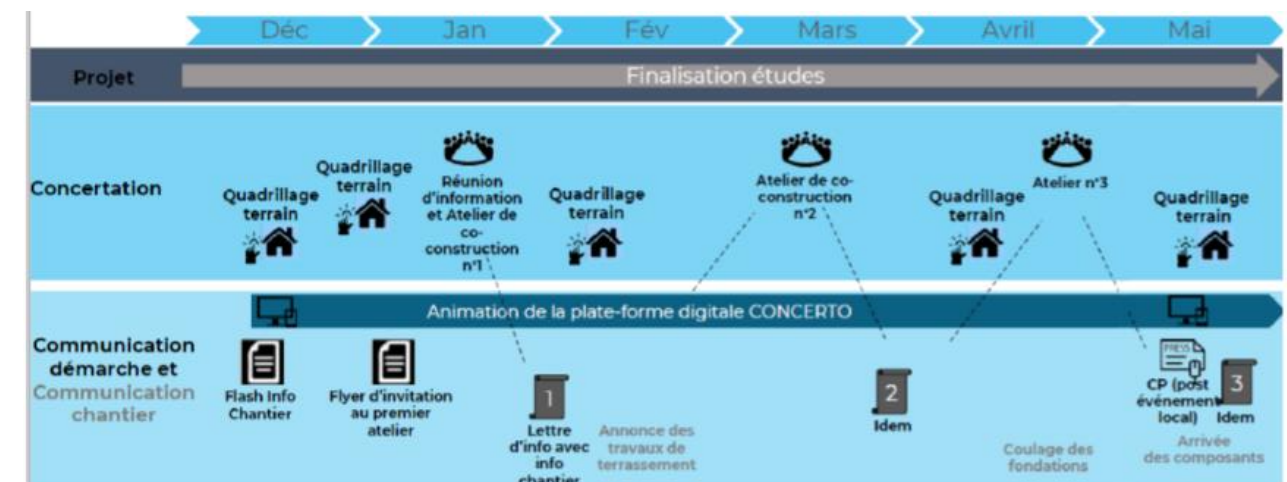 Déc Jan Fév Mars Avril Mai
Projet
Finalisation études
Concertation
Quadrillage
terrain
Quadrillage
terrain
Réunion
d'information
et Atelier de
co-
construction
n°1
Quadrillage
terrain
Atelier de co-
construction
n°2
Quadrillage
terrain
Atelier n°3
Quadrillage
terrain
Animation de la plate-forme digitale CONCERTO
Communication
démarche et
Communication
chantier
Flash Info
Chantier
Flyer d'invitation
au premier
atelier
1
Lettre
d'info avec
info
chantier
Annonce des
travaux de
terrassement
2
Idem
Coulage des
fondations
PRESS
CP (post
événement
local)
3
Idem
Arrivée
des composants